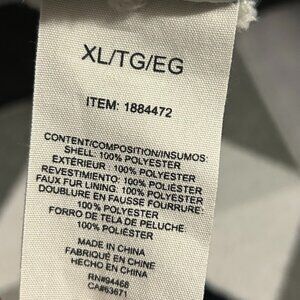 XL/TG/EG
ITEM: 1884472
CONTENT/COMPOSITION/INSUMOS:
SHELL: 100% POLYESTER
EXTÉRIEUR: 100% POLYESTER
REVESTIMIENTO: 100% POLIÉSTER
FAUX FUR LINING: 100% POLYESTER
DOUBLURE EN FAUSSE FOURRURE:
100% POLYESTER
FORRO DE TELA DE PELUCHE:
100% POLIÉSTER
MADE IN CHINA
FABRIQUÉ EN CHINE
HECHO EN CHINA
RN#94468
CA#63671